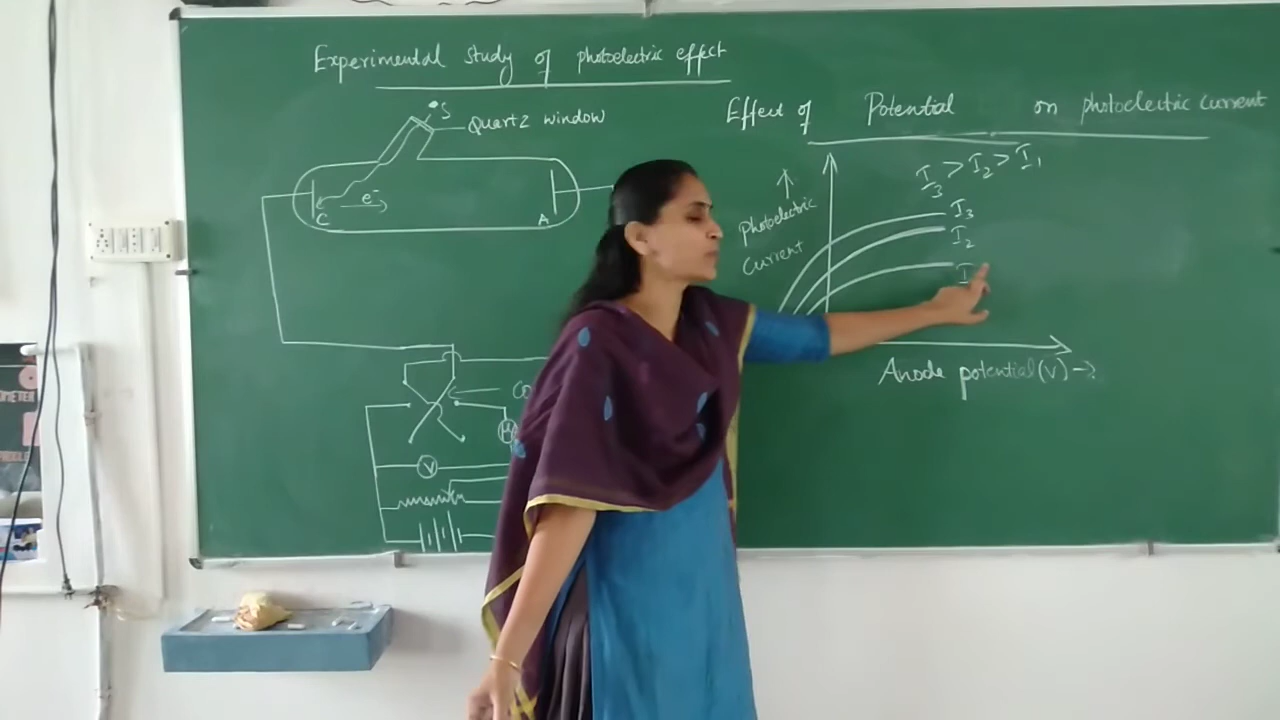 Experimental study of photoelectric effect
S
Quartz window
e⁻
C
A
V
Effect of Potential on photoelectric current
I₃ > I₂ > I₁
Photoelectric
Current
I₃
I₂
I
Anode potential (V) →
OMETER